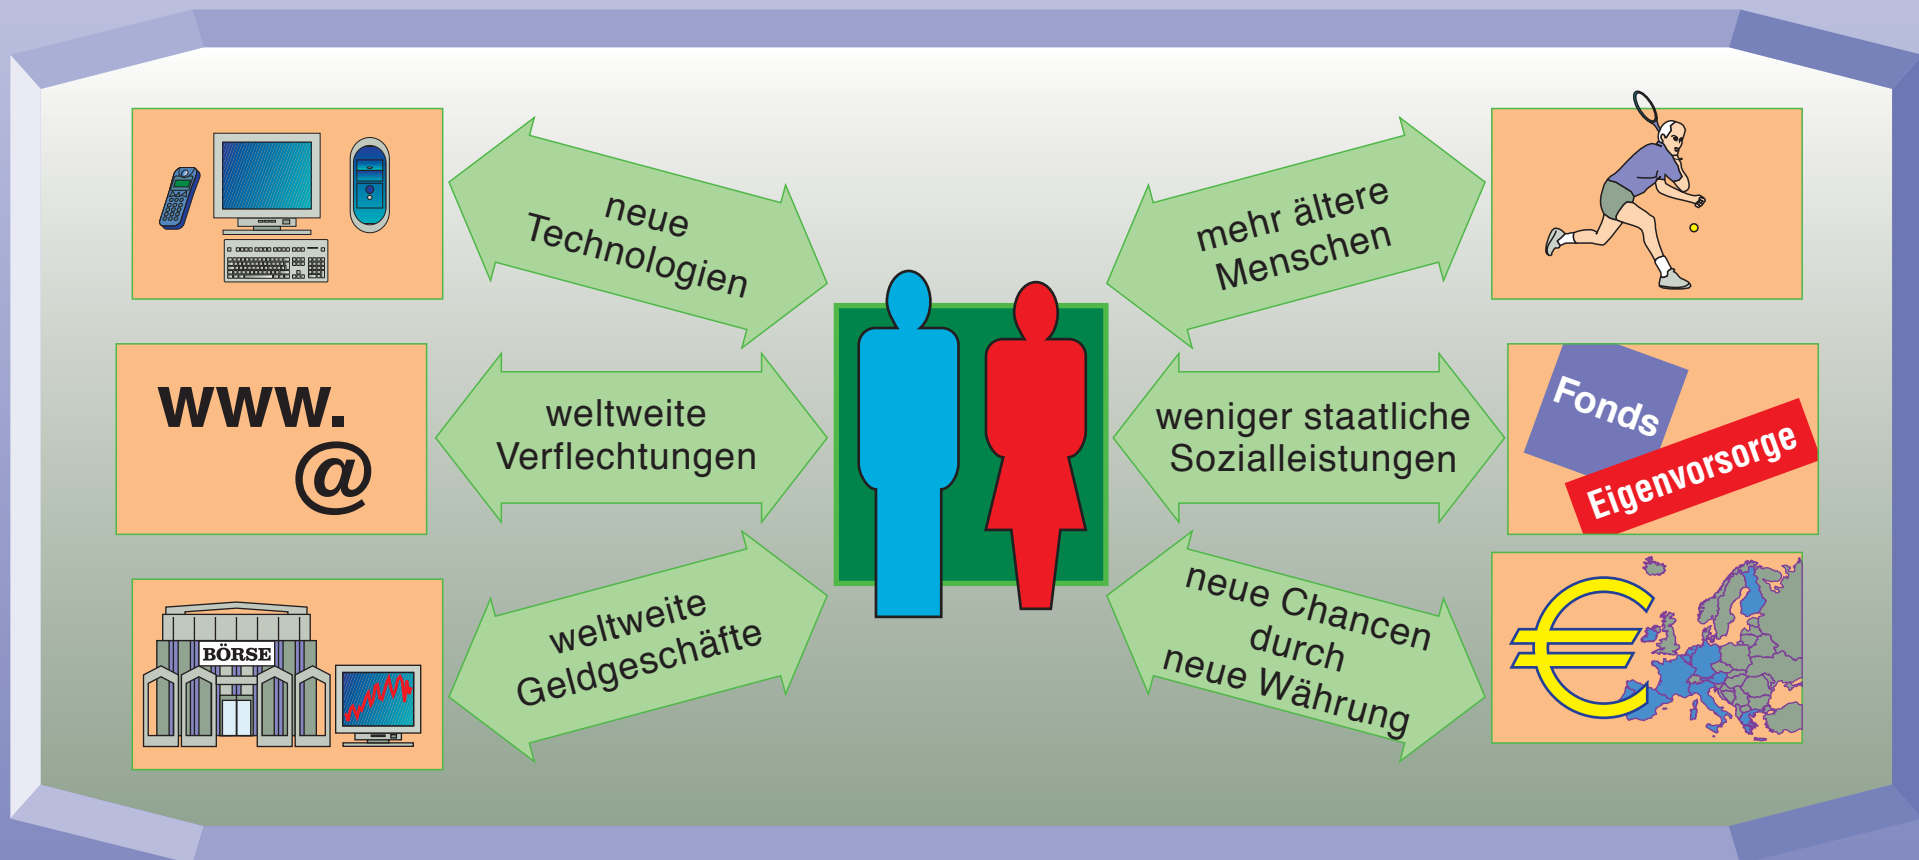 neue
Technologien
www.
@
weltweite
Verflechtungen
BÖRSE
weltweite
Geldgeschäfte
mehr ältere
Menschen
weniger staatliche
Sozialleistungen
Fonds
Eigenvorsorge
neue Chancen
durch
neue Währung
€